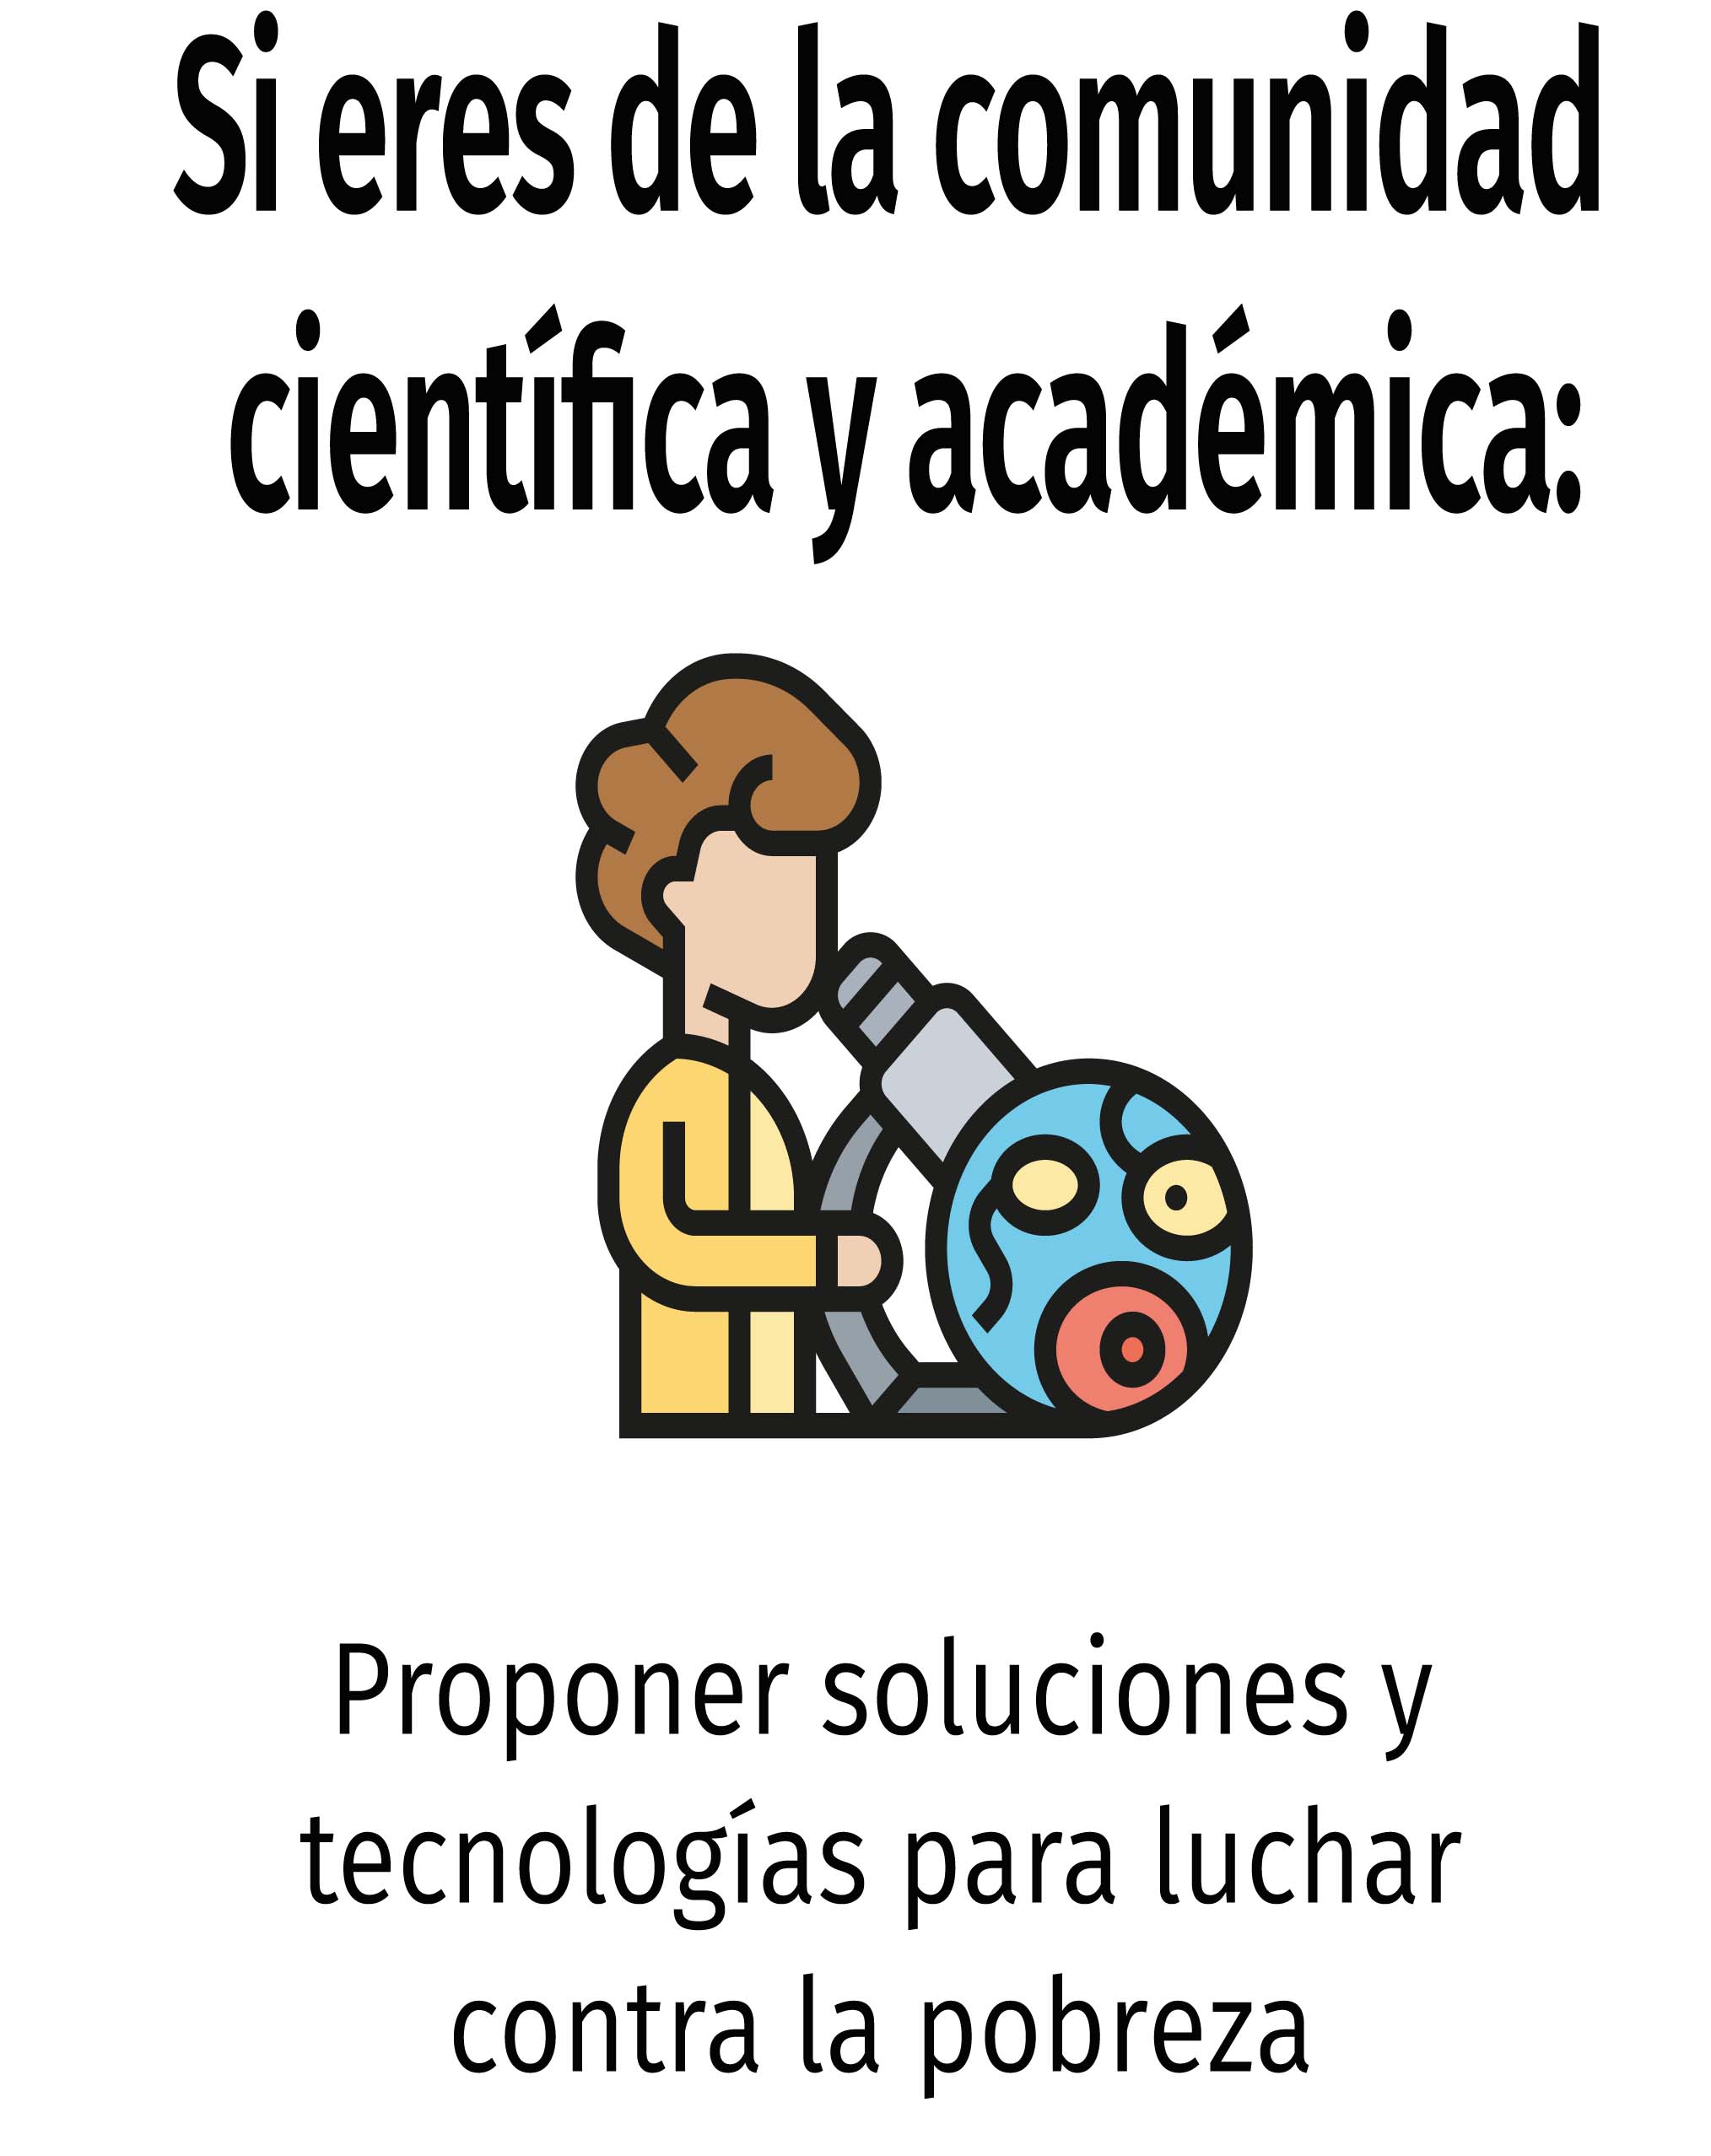 Si eres de la comunidad
científica y académica:
Proponer soluciones y
tecnologías para luchar
contra la pobreza